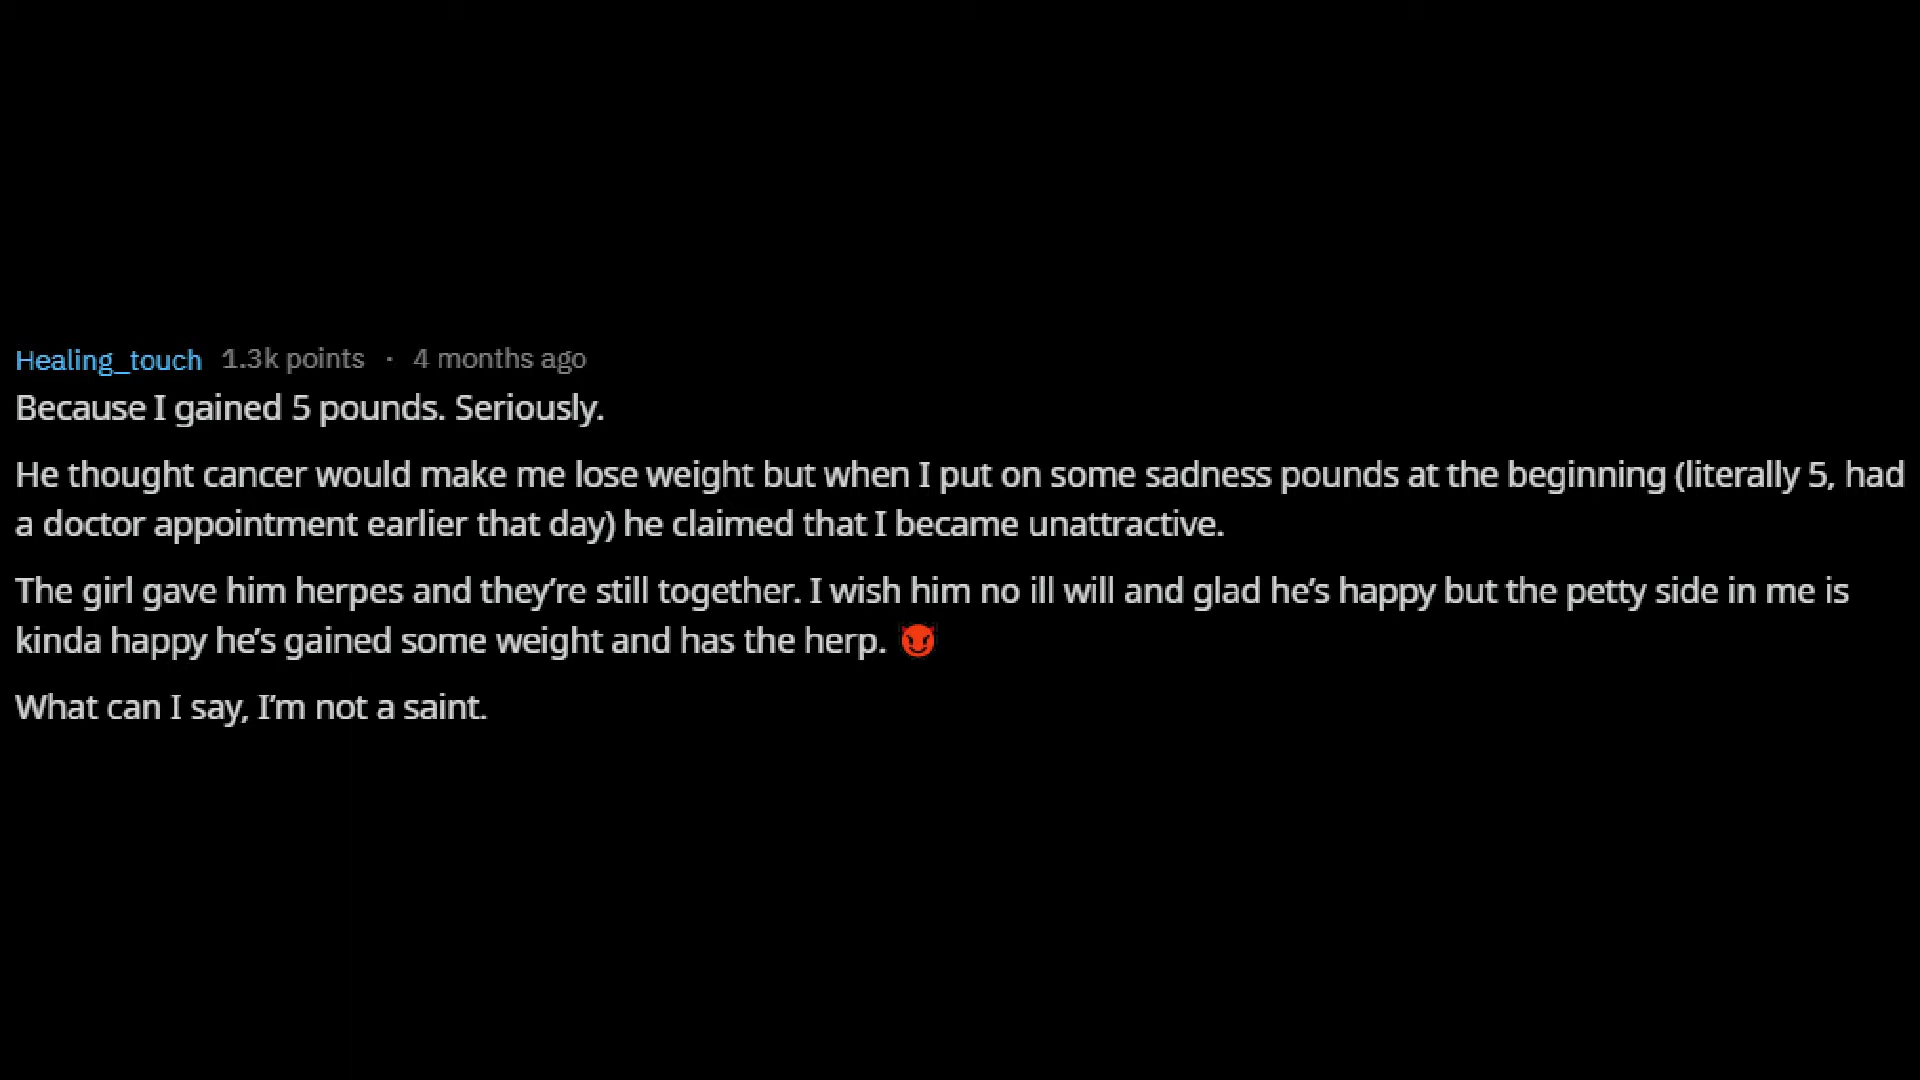 Healing_touch 1.3k points · 4 months ago
Because I gained 5 pounds. Seriously.
He thought cancer would make me lose weight but when I put on some sadness pounds at the beginning (literally 5, had
a doctor appointment earlier that day) he claimed that I became unattractive.
The girl gave him herpes and they’re still together. I wish him no ill will and glad he’s happy but the petty side in me is
kinda happy he’s gained some weight and has the herp. 😈
What can I say, I’m not a saint.